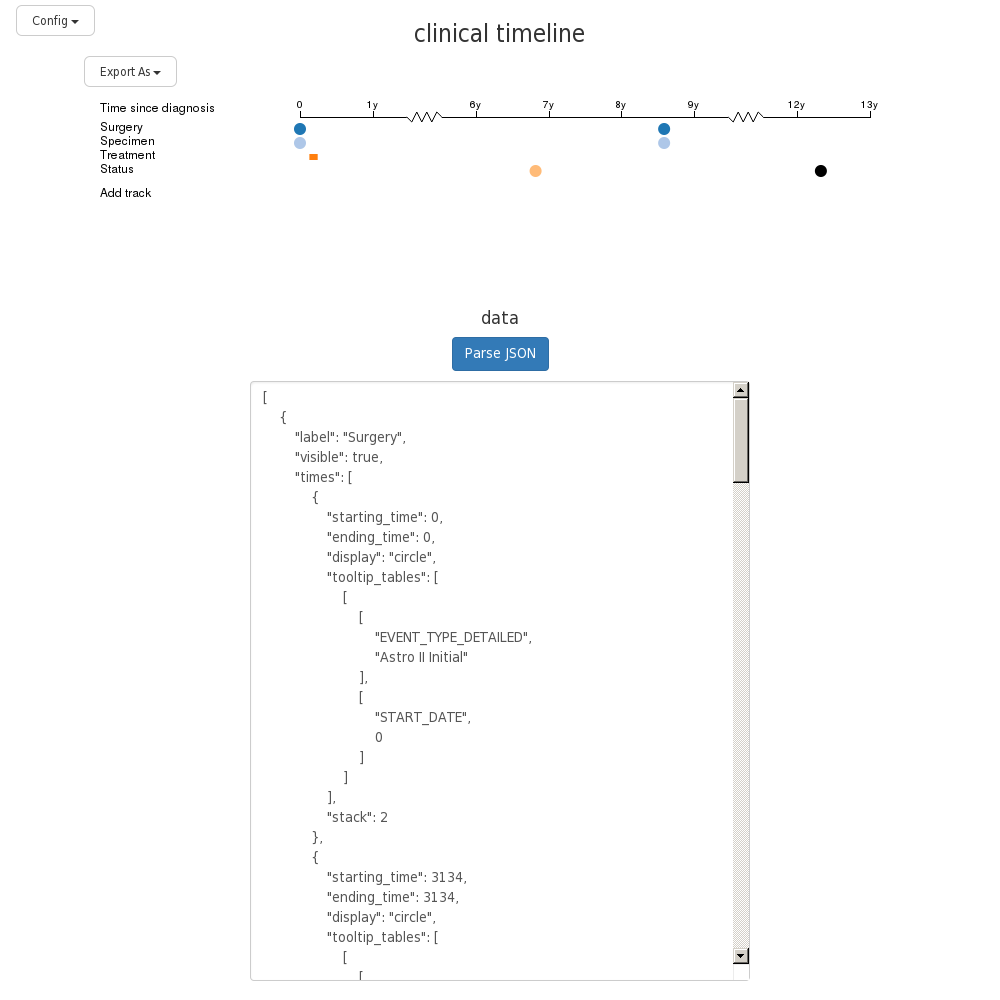 Config
clinical timeline
Export As
Time since diagnosis
0 1y 6y 7y 8y 9y 12y 13y
Surgery
Specimen
Treatment
Status
Add track
data
Parse JSON
[
{
"label": "Surgery",
"visible": true,
"times": [
{
"starting_time": 0,
"ending_time": 0,
"display": "circle",
"tooltip_tables": [
[
[
"EVENT_TYPE_DETAILED",
"Astro II Initial"
],
[
"START_DATE",
0
]
]
],
"stack": 2
},
{
"starting_time": 3134,
"ending_time": 3134,
"display": "circle",
"tooltip_tables": [
[
[